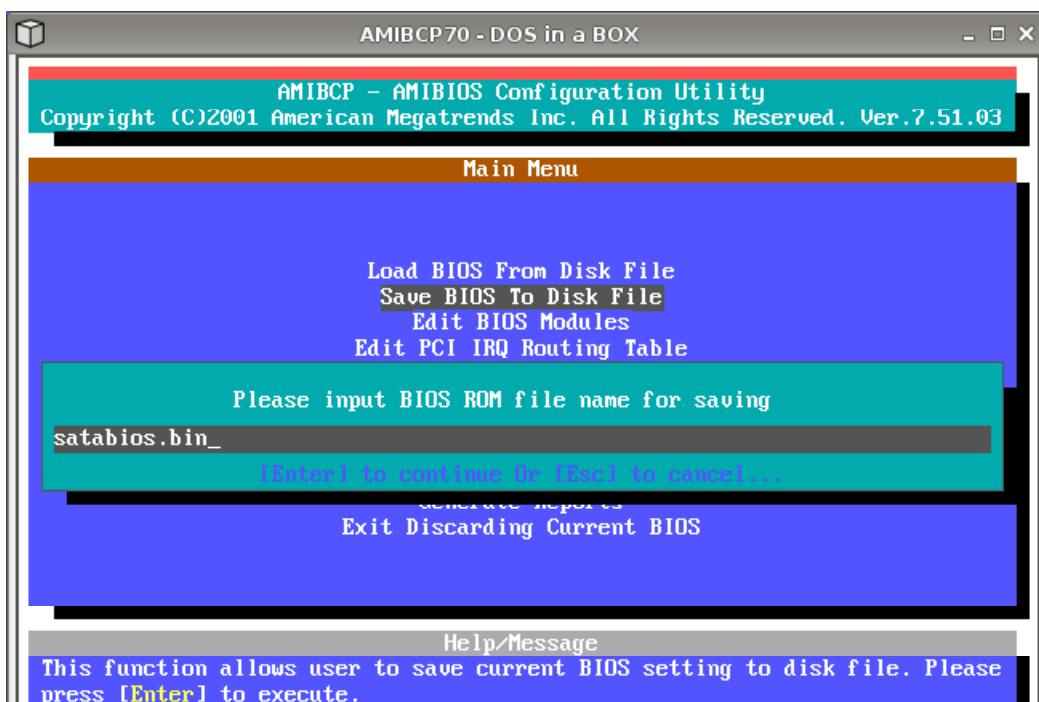 AMIBCP70 - DOS in a BOX
AMIBCP - AMIBIOS Configuration Utility
Copyright (C)2001 American Megatrends Inc. All Rights Reserved. Ver.7.51.03
Main Menu
Load BIOS From Disk File
Save BIOS To Disk File
Edit BIOS Modules
Edit PCI IRQ Routing Table
Please input BIOS ROM file name for saving
satabios.bin_
[Enter] to continue Or [Esc] to cancel...
Generate Reports
Exit Discarding Current BIOS
Help/Message
This function allows user to save current BIOS setting to disk file. Please
press [Enter] to execute.